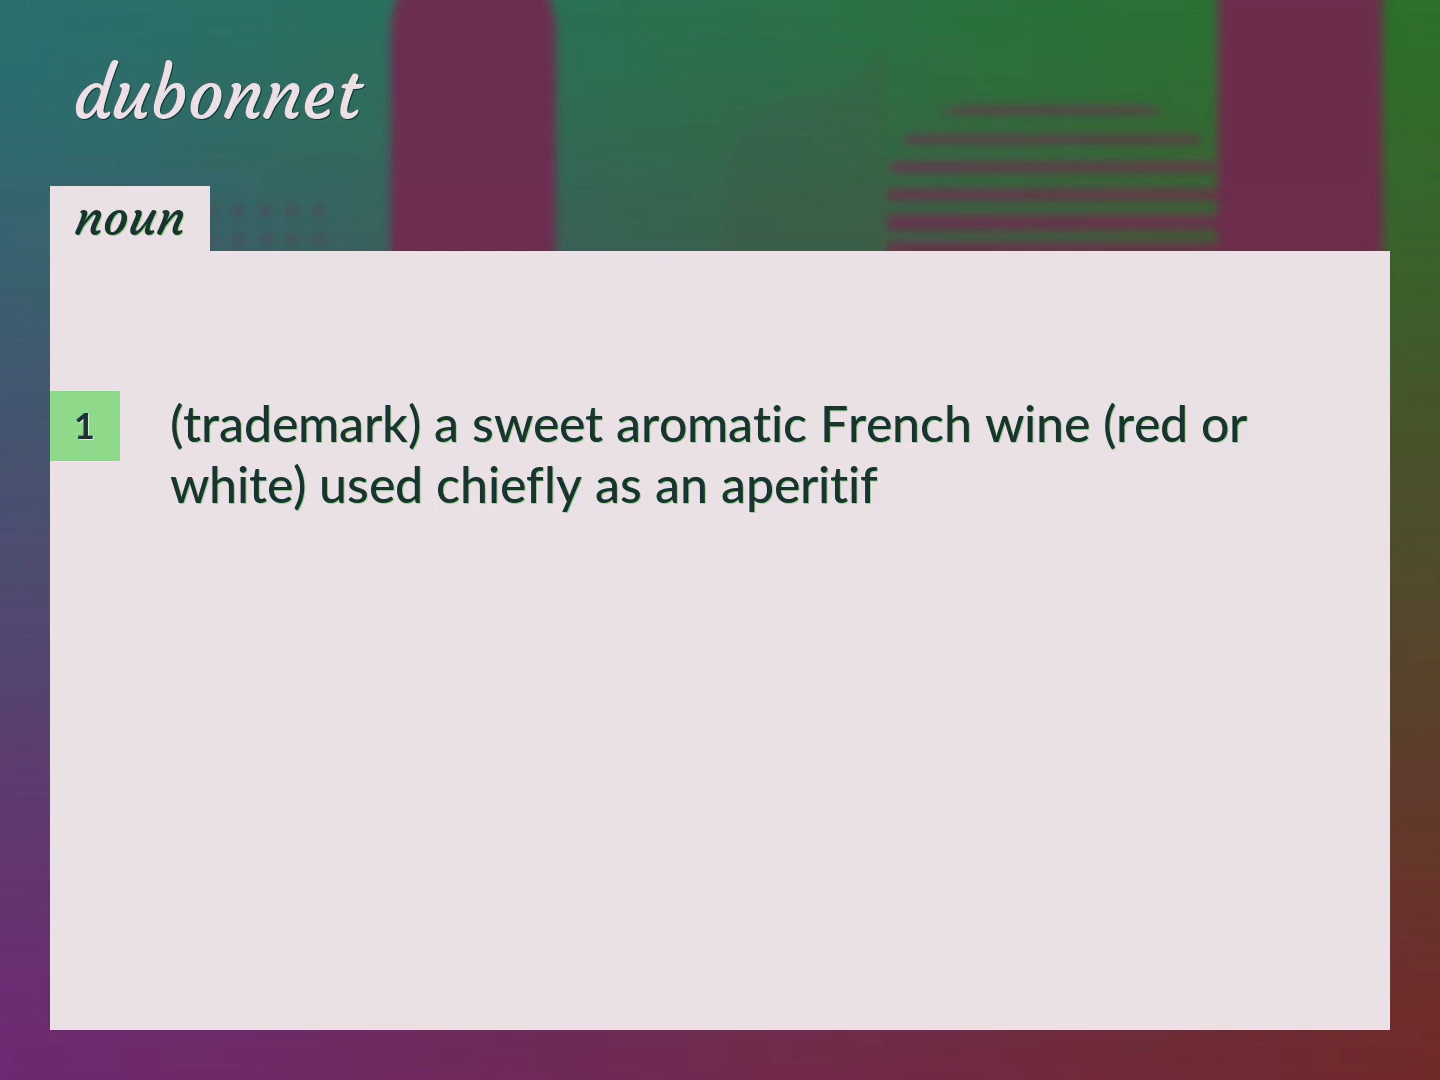 dubonnet
noun
1
(trademark) a sweet aromatic French wine (red or
white) used chiefly as an aperitif